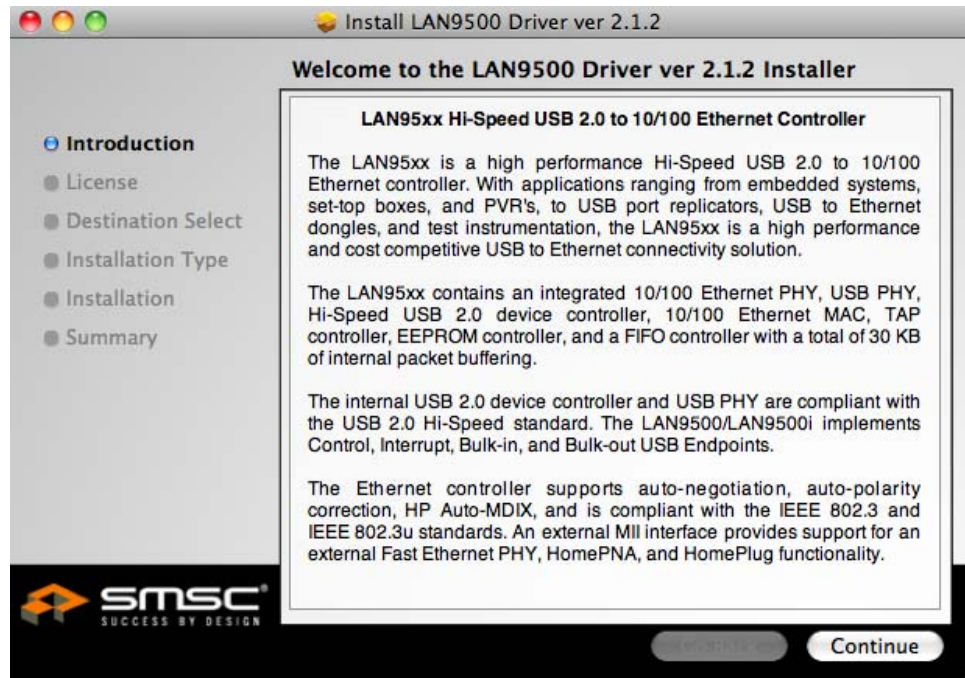 Install LAN9500 Driver ver 2.1.2
Welcome to the LAN9500 Driver ver 2.1.2 Installer
Introduction
License
Destination Select
Installation Type
Installation
Summary
LAN95xx Hi-Speed USB 2.0 to 10/100 Ethernet Controller
The LAN95xx is a high performance Hi-Speed USB 2.0 to 10/100
Ethernet controller. With applications ranging from embedded systems,
set-top boxes, and PVR's, to USB port replicators, USB to Ethernet
dongles, and test instrumentation, the LAN95xx is a high performance
and cost competitive USB to Ethernet connectivity solution.
The LAN95xx contains an integrated 10/100 Ethernet PHY, USB PHY,
Hi-Speed USB 2.0 device controller, 10/100 Ethernet MAC, TAP
controller, EEPROM controller, and a FIFO controller with a total of 30 KB
of internal packet buffering.
The internal USB 2.0 device controller and USB PHY are compliant with
the USB 2.0 Hi-Speed standard. The LAN9500/LAN9500i implements
Control, Interrupt, Bulk-in, and Bulk-out USB Endpoints.
The Ethernet controller supports auto-negotiation, auto-polarity
correction, HP Auto-MDIX, and is compliant with the IEEE 802.3 and
IEEE 802.3u standards. An external MII interface provides support for an
external Fast Ethernet PHY, HomePNA, and HomePlug functionality.
smsc®
SUCCESS BY DESIGN
Continue